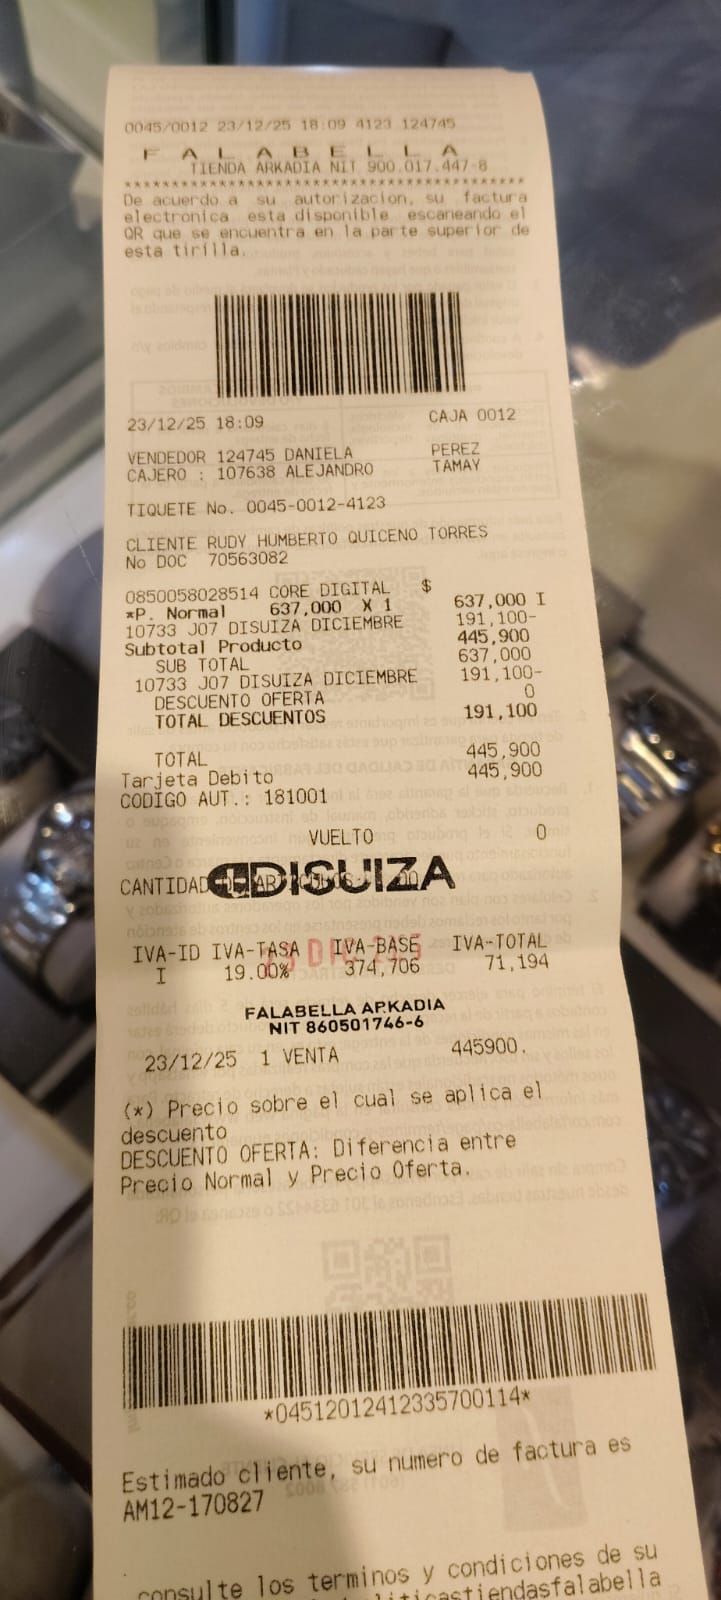 0045/0012 23/12/25 18:09 4123 124745
FALABELLA
TIENDA ARKADIA NIT 900.017.447-8
****************************************
De acuerdo a su autorizacion, su factura
electronica esta disponible escaneando el
QR que se encuentra en la parte superior de
esta tirilla.
23/12/25 18:09 CAJA 0012
VENDEDOR 124745 DANIELA PEREZ
CAJERO : 107638 ALEJANDRO TAMAY
TIQUETE No. 0045-0012-4123
CLIENTE RUDY HUMBERTO QUICENO TORRES
No DOC 70563082
0850058028514 CORE DIGITAL $
*P. Normal 637,000 X 1 637,000 I
10733 J07 DISUIZA DICIEMBRE 191,100-
Subtotal Producto 445,900
SUB TOTAL 637,000
10733 J07 DISUIZA DICIEMBRE 191,100-
DESCUENTO OFERTA 0
TOTAL DESCUENTOS 191,100
TOTAL 445,900
Tarjeta Debito 445,900
CODIGO AUT.: 181001
VUELTO 0
CANTIDAD
DISUIZA
IVA-ID IVA-TASA IVA-BASE IVA-TOTAL
I 19.00% 374,706 71,194
FALABELLA ARKADIA
NIT 860501746-6
23/12/25 1 VENTA 445900.
(*) Precio sobre el cual se aplica el
descuento
DESCUENTO OFERTA: Diferencia entre
Precio Normal y Precio Oferta.
*04512012412335700114*
Estimado cliente, su numero de factura es
AM12-170827
consulte los terminos y condiciones de su